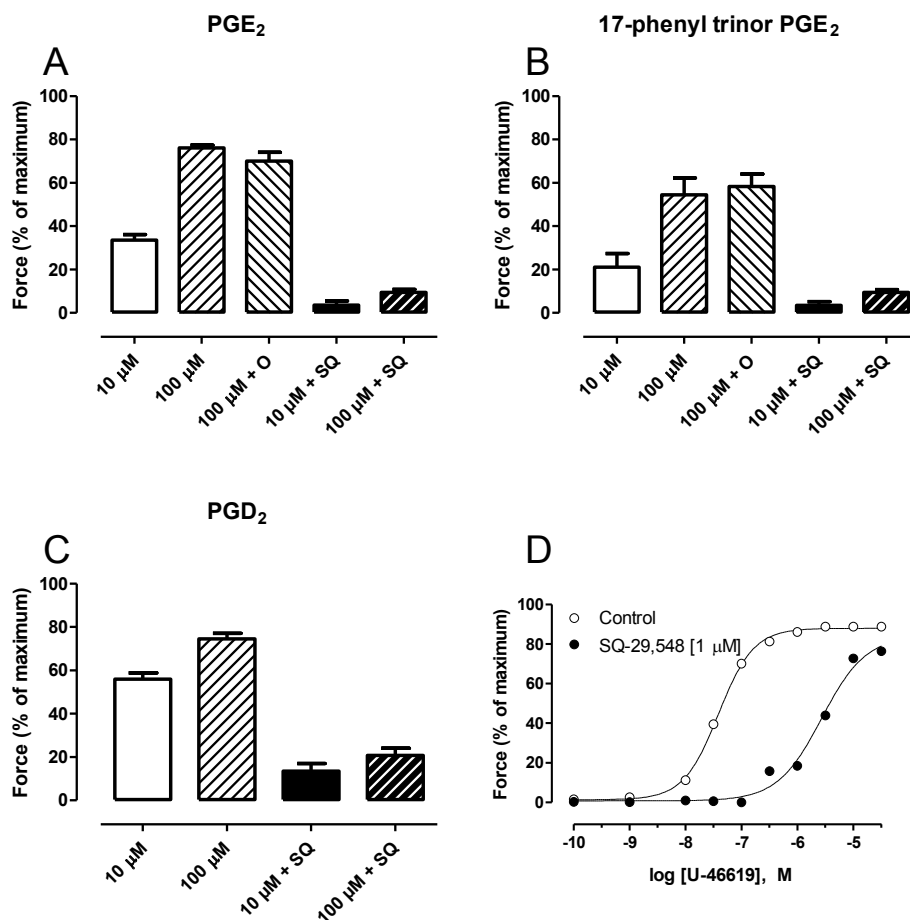 PGE₂
17-phenyl trinor PGE₂
A
B
Force (% of maximum)
100
80
60
40
20
0
10 µM
100 µM
100 µM + O
10 µM + SQ
100 µM + SQ
Force (% of maximum)
100
80
60
40
20
0
10 µM
100 µM
100 µM + O
10 µM + SQ
100 µM + SQ
PGD₂
C
D
Force (% of maximum)
100
80
60
40
20
0
10 µM
100 µM
10 µM + SQ
100 µM + SQ
Force (% of maximum)
100
80
60
40
20
0
Control
SQ-29,548 [1 µM]
-10
-9
-8
-7
-6
-5
log [U-46619], M